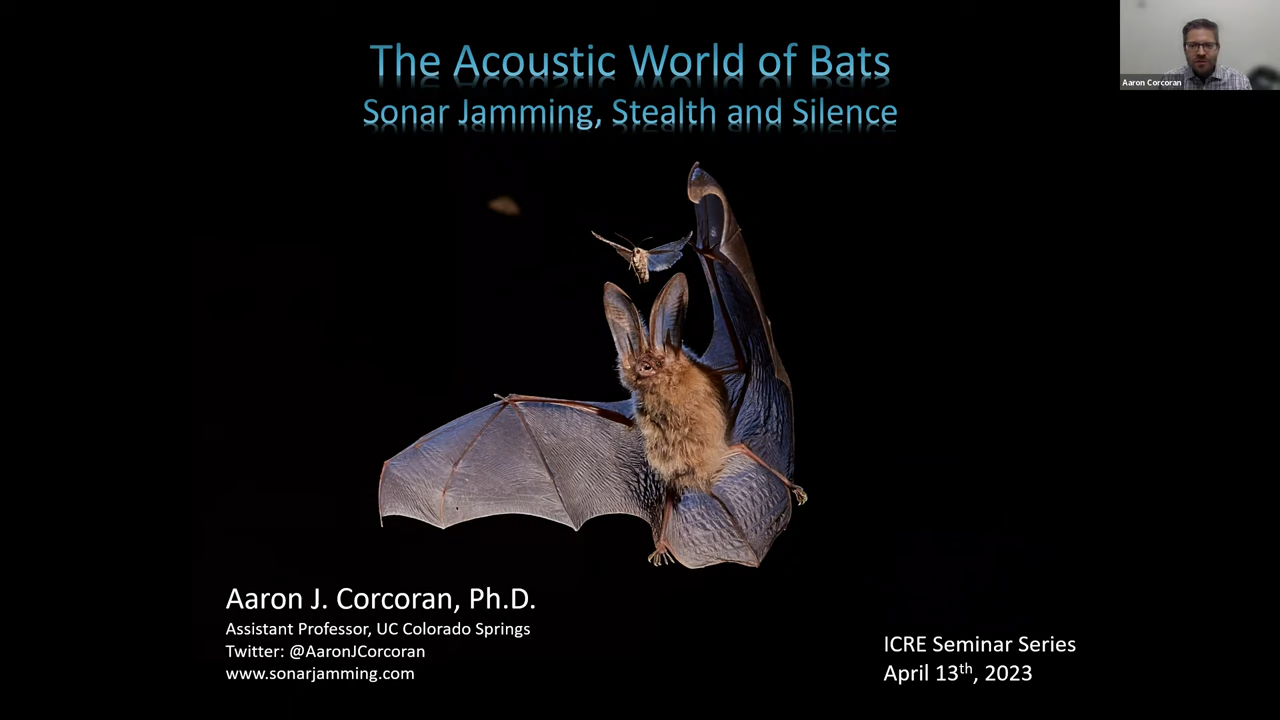 The Acoustic World of Bats
Sonar Jamming, Stealth and Silence
Aaron Corcoran
Aaron J. Corcoran, Ph.D.
Assistant Professor, UC Colorado Springs
Twitter: @AaronJCorcoran
www.sonarjamming.com
ICRE Seminar Series
April 13th, 2023